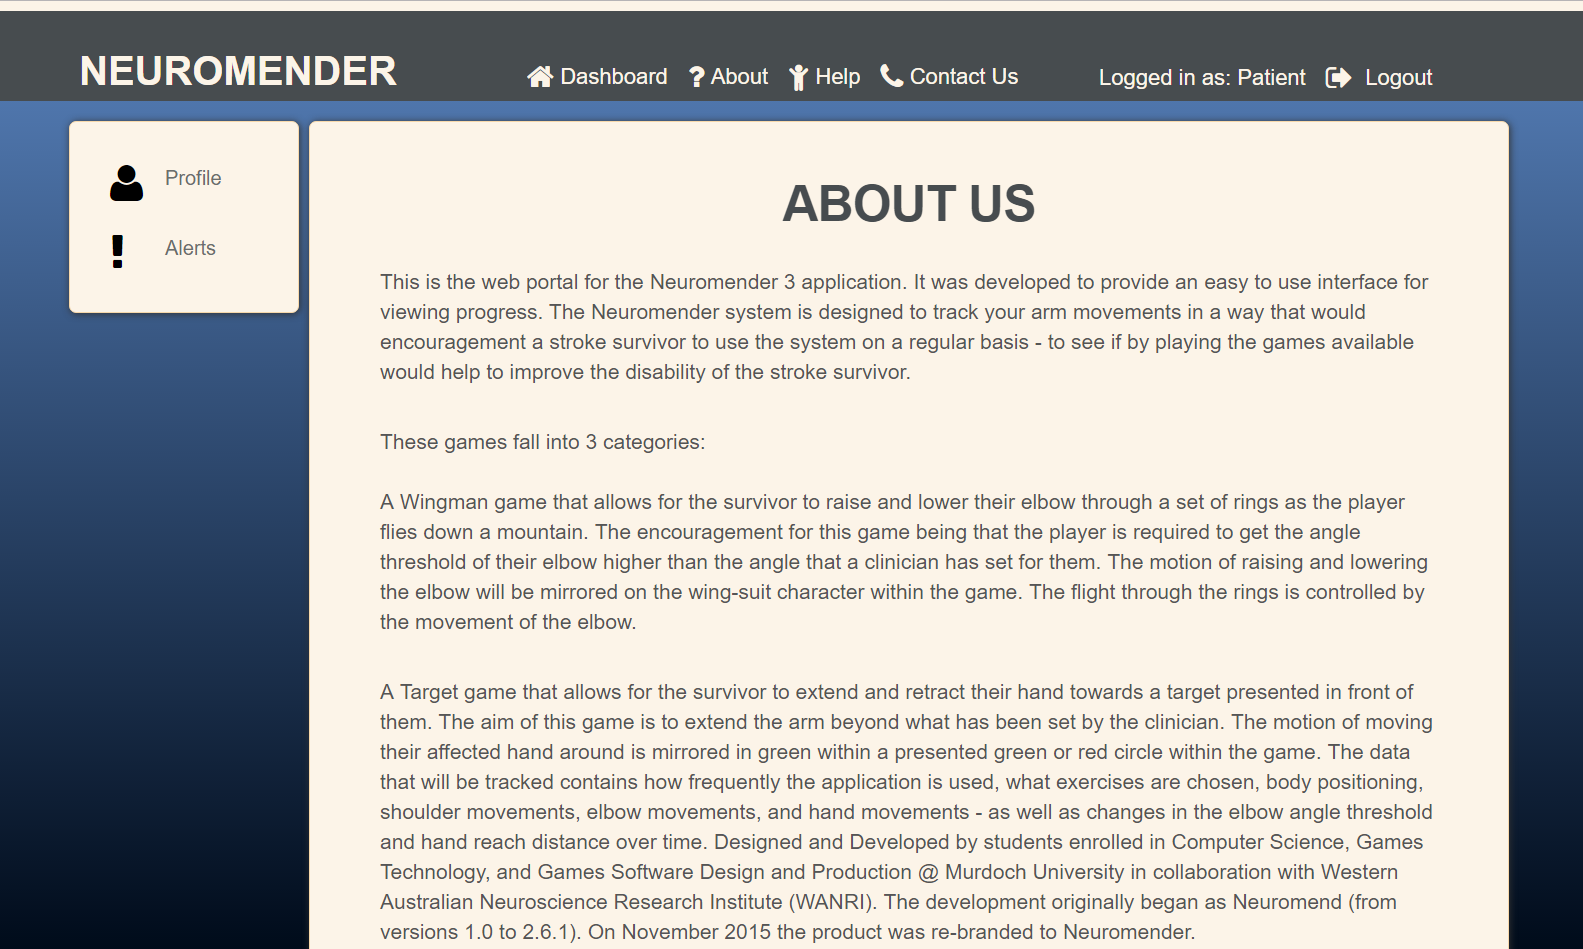 NEUROMENDER
Dashboard
About
Help
Contact Us
Logged in as: Patient
Logout
Profile
Alerts
ABOUT US
This is the web portal for the Neuromender 3 application. It was developed to provide an easy to use interface for
viewing progress. The Neuromender system is designed to track your arm movements in a way that would
encouragement a stroke survivor to use the system on a regular basis - to see if by playing the games available
would help to improve the disability of the stroke survivor.
These games fall into 3 categories:
A Wingman game that allows for the survivor to raise and lower their elbow through a set of rings as the player
flies down a mountain. The encouragement for this game being that the player is required to get the angle
threshold of their elbow higher than the angle that a clinician has set for them. The motion of raising and lowering
the elbow will be mirrored on the wing-suit character within the game. The flight through the rings is controlled by
the movement of the elbow.
A Target game that allows for the survivor to extend and retract their hand towards a target presented in front of
them. The aim of this game is to extend the arm beyond what has been set by the clinician. The motion of moving
their affected hand around is mirrored in green within a presented green or red circle within the game. The data
that will be tracked contains how frequently the application is used, what exercises are chosen, body positioning,
shoulder movements, elbow movements, and hand movements - as well as changes in the elbow angle threshold
and hand reach distance over time. Designed and Developed by students enrolled in Computer Science, Games
Technology, and Games Software Design and Production @ Murdoch University in collaboration with Western
Australian Neuroscience Research Institute (WANRI). The development originally began as Neuromend (from
versions 1.0 to 2.6.1). On November 2015 the product was re-branded to Neuromender.